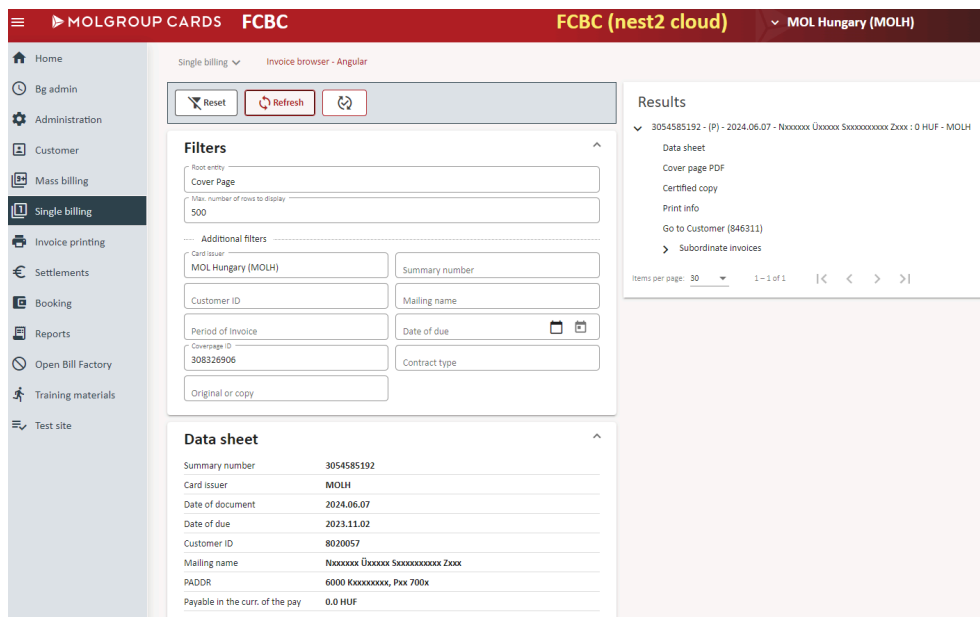 MOLGROUP CARDS FCBC FCBC (nest2 cloud) MOL Hungary (MOLH)
Home
Bg admin
Administration
Customer
9+ Mass billing
1 Single billing
Invoice printing
Settlements
Booking
Reports
Open Bill Factory
Training materials
Test site
Single billing Invoice browser - Angular
Reset Refresh
Filters
Root entity
Cover Page
Max. number of rows to display
500
Additional filters
Card issuer
MOL Hungary (MOLH) Summary number
Customer ID Mailing name
Period of Invoice Date of due
Coverpage ID
308326906 Contract type
Original or copy
Data sheet
Summary number 3054585192
Card issuer MOLH
Date of document 2024.06.07
Date of due 2023.11.02
Customer ID 8020057
Mailing name Nxxxxxx Üxxxxx Sxxxxxxxxxx Zxxx
PADDR 6000 Kxxxxxxxx, Pxx 700x
Payable in the curr. of the pay 0.0 HUF
Results
3054585192 - (P) - 2024.06.07 - Nxxxxxx Üxxxxx Sxxxxxxxxxx Zxxx : 0 HUF - MOLH
Data sheet
Cover page PDF
Certified copy
Print info
Go to Customer (846311)
Subordinate invoices
Items per page: 30 1 – 1 of 1